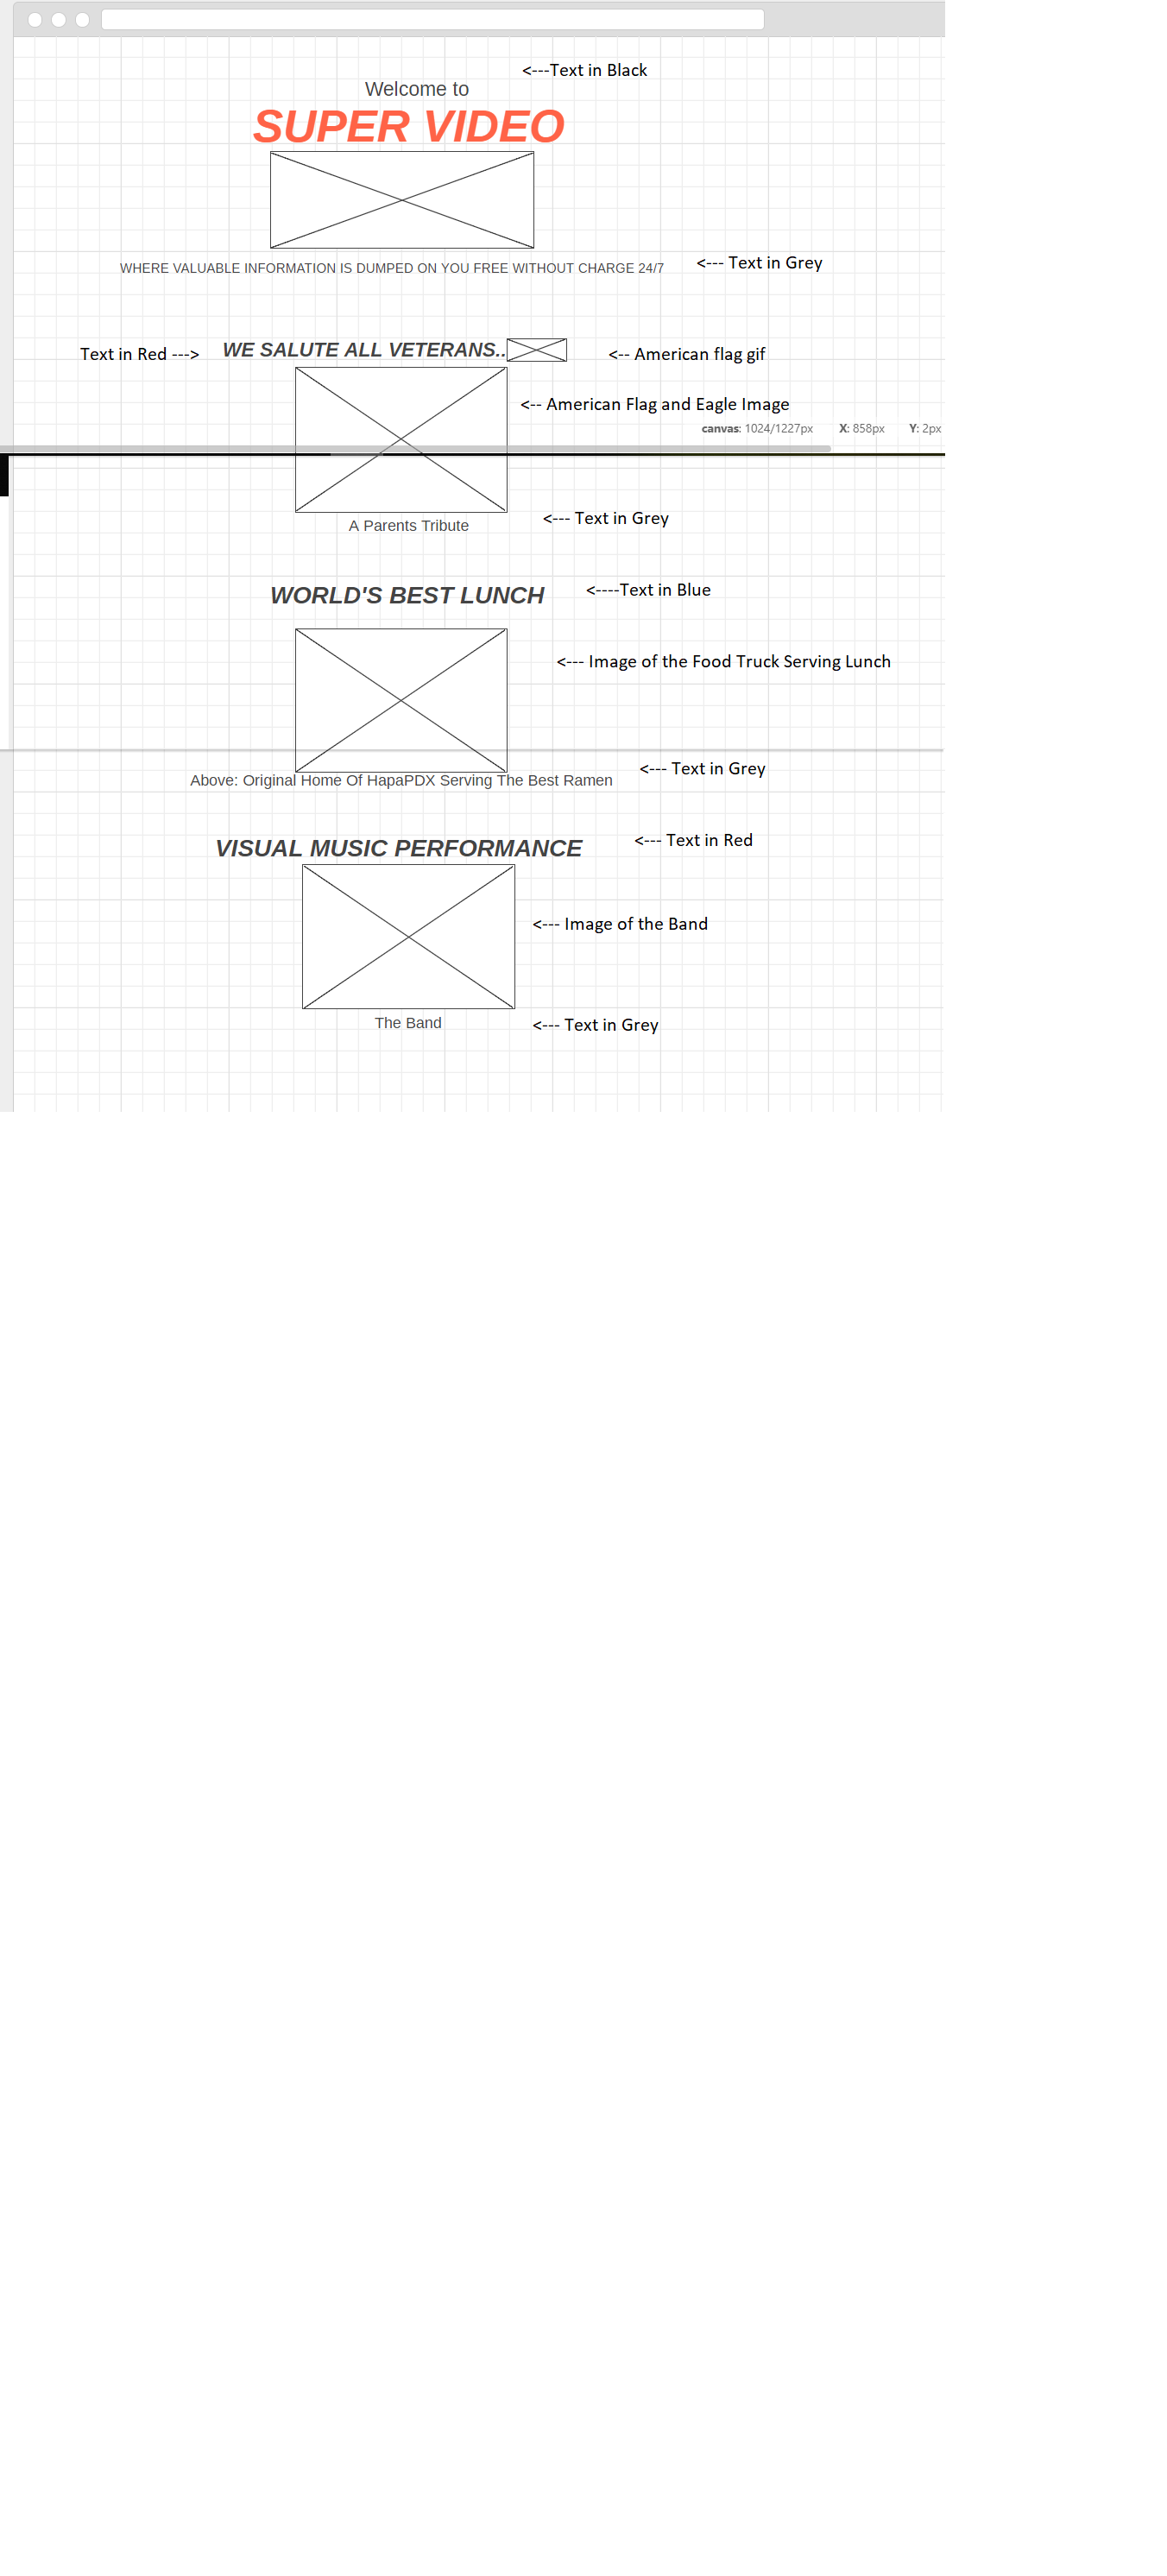 <---Text in Black
Welcome to
SUPER VIDEO
WHERE VALUABLE INFORMATION IS DUMPED ON YOU FREE WITHOUT CHARGE 24/7
<--- Text in Grey
Text in Red --->
WE SALUTE ALL VETERANS..
<-- American flag gif
<-- American Flag and Eagle Image
canvas: 1024/1227px X: 858px Y: 2px
<--- Text in Grey
A Parents Tribute
WORLD'S BEST LUNCH
<----Text in Blue
<--- Image of the Food Truck Serving Lunch
<--- Text in Grey
Above: Original Home Of HapaPDX Serving The Best Ramen
VISUAL MUSIC PERFORMANCE
<--- Text in Red
<--- Image of the Band
The Band
<--- Text in Grey